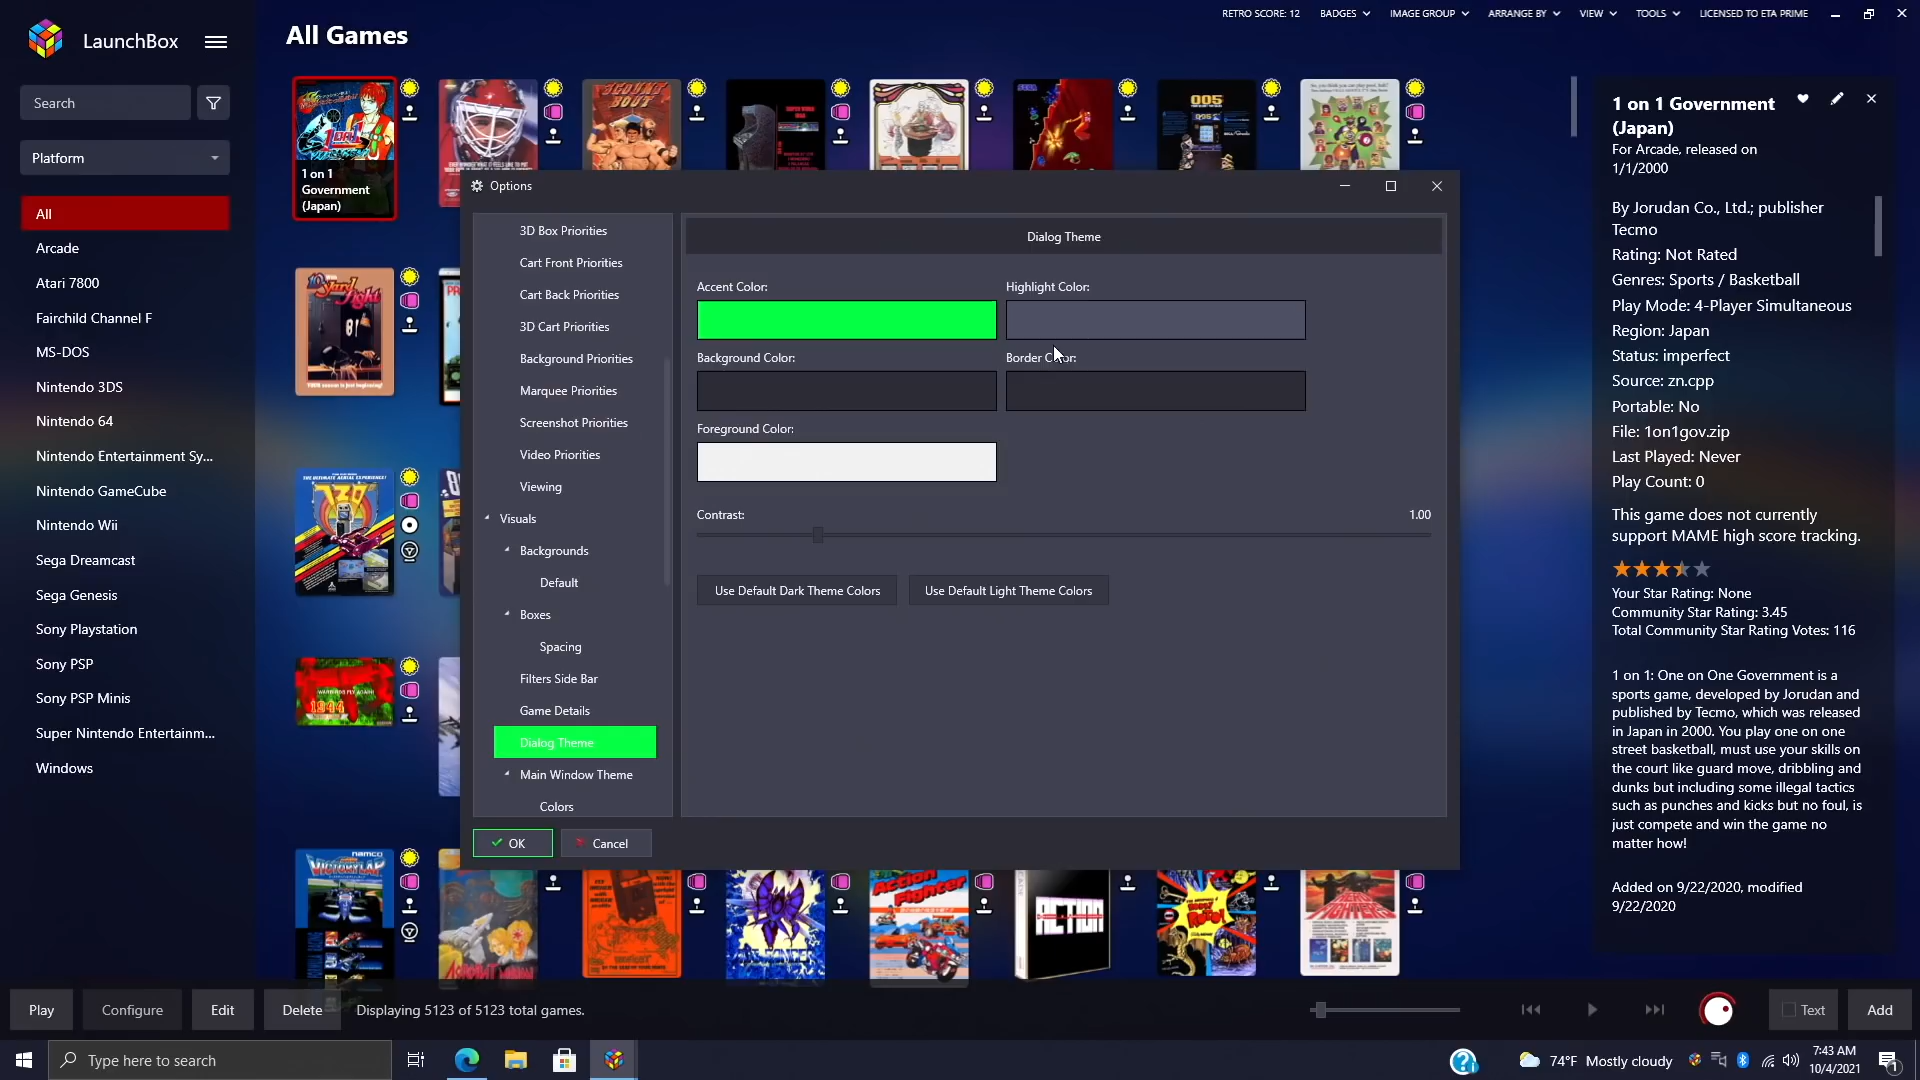 LaunchBox
All Games
RETRO SCORE: 12
BADGES
IMAGE GROUP
ARRANGE BY
VIEW
TOOLS
LICENSED TO ETA PRIME
Search
Platform
All
Arcade
Atari 7800
Fairchild Channel F
MS-DOS
Nintendo 3DS
Nintendo 64
Nintendo Entertainment Sy...
Nintendo GameCube
Nintendo Wii
Sega Dreamcast
Sega Genesis
Sony Playstation
Sony PSP
Sony PSP Minis
Super Nintendo Entertainm...
Windows
1 on 1
Government
(Japan)
005
SEGA
720°
1944
namco
VICTORY LAP
Action
Fighter
ACTION
Options
3D Box Priorities
Cart Front Priorities
Cart Back Priorities
3D Cart Priorities
Background Priorities
Marquee Priorities
Screenshot Priorities
Video Priorities
Viewing
Visuals
Backgrounds
Default
Boxes
Spacing
Filters Side Bar
Game Details
Dialog Theme
Main Window Theme
Colors
Dialog Theme
Accent Color:
Highlight Color:
Background Color:
Border Color:
Foreground Color:
Contrast:
1.00
Use Default Dark Theme Colors
Use Default Light Theme Colors
OK
Cancel
1 on 1 Government
(Japan)
For Arcade, released on
1/1/2000
By Jorudan Co., Ltd.; publisher
Tecmo
Rating: Not Rated
Genres: Sports / Basketball
Play Mode: 4-Player Simultaneous
Region: Japan
Status: imperfect
Source: zn.cpp
Portable: No
File: 1on1gov.zip
Last Played: Never
Play Count: 0
This game does not currently
support MAME high score tracking.
Your Star Rating: None
Community Star Rating: 3.45
Total Community Star Rating Votes: 116
1 on 1: One on One Government is a
sports game, developed by Jorudan and
published by Tecmo, which was released
in Japan in 2000. You play one on one
street basketball, must use your skills on
the court like guard move, dribbling and
dunks but including some illegal tactics
such as punches and kicks but no foul, is
just compete and win the game no
matter how!
Added on 9/22/2020, modified
9/22/2020
Play
Configure
Edit
Delete
Displaying 5123 of 5123 total games.
Text
Add
Type here to search
74°F Mostly cloudy
7:43 AM
10/4/2021
1